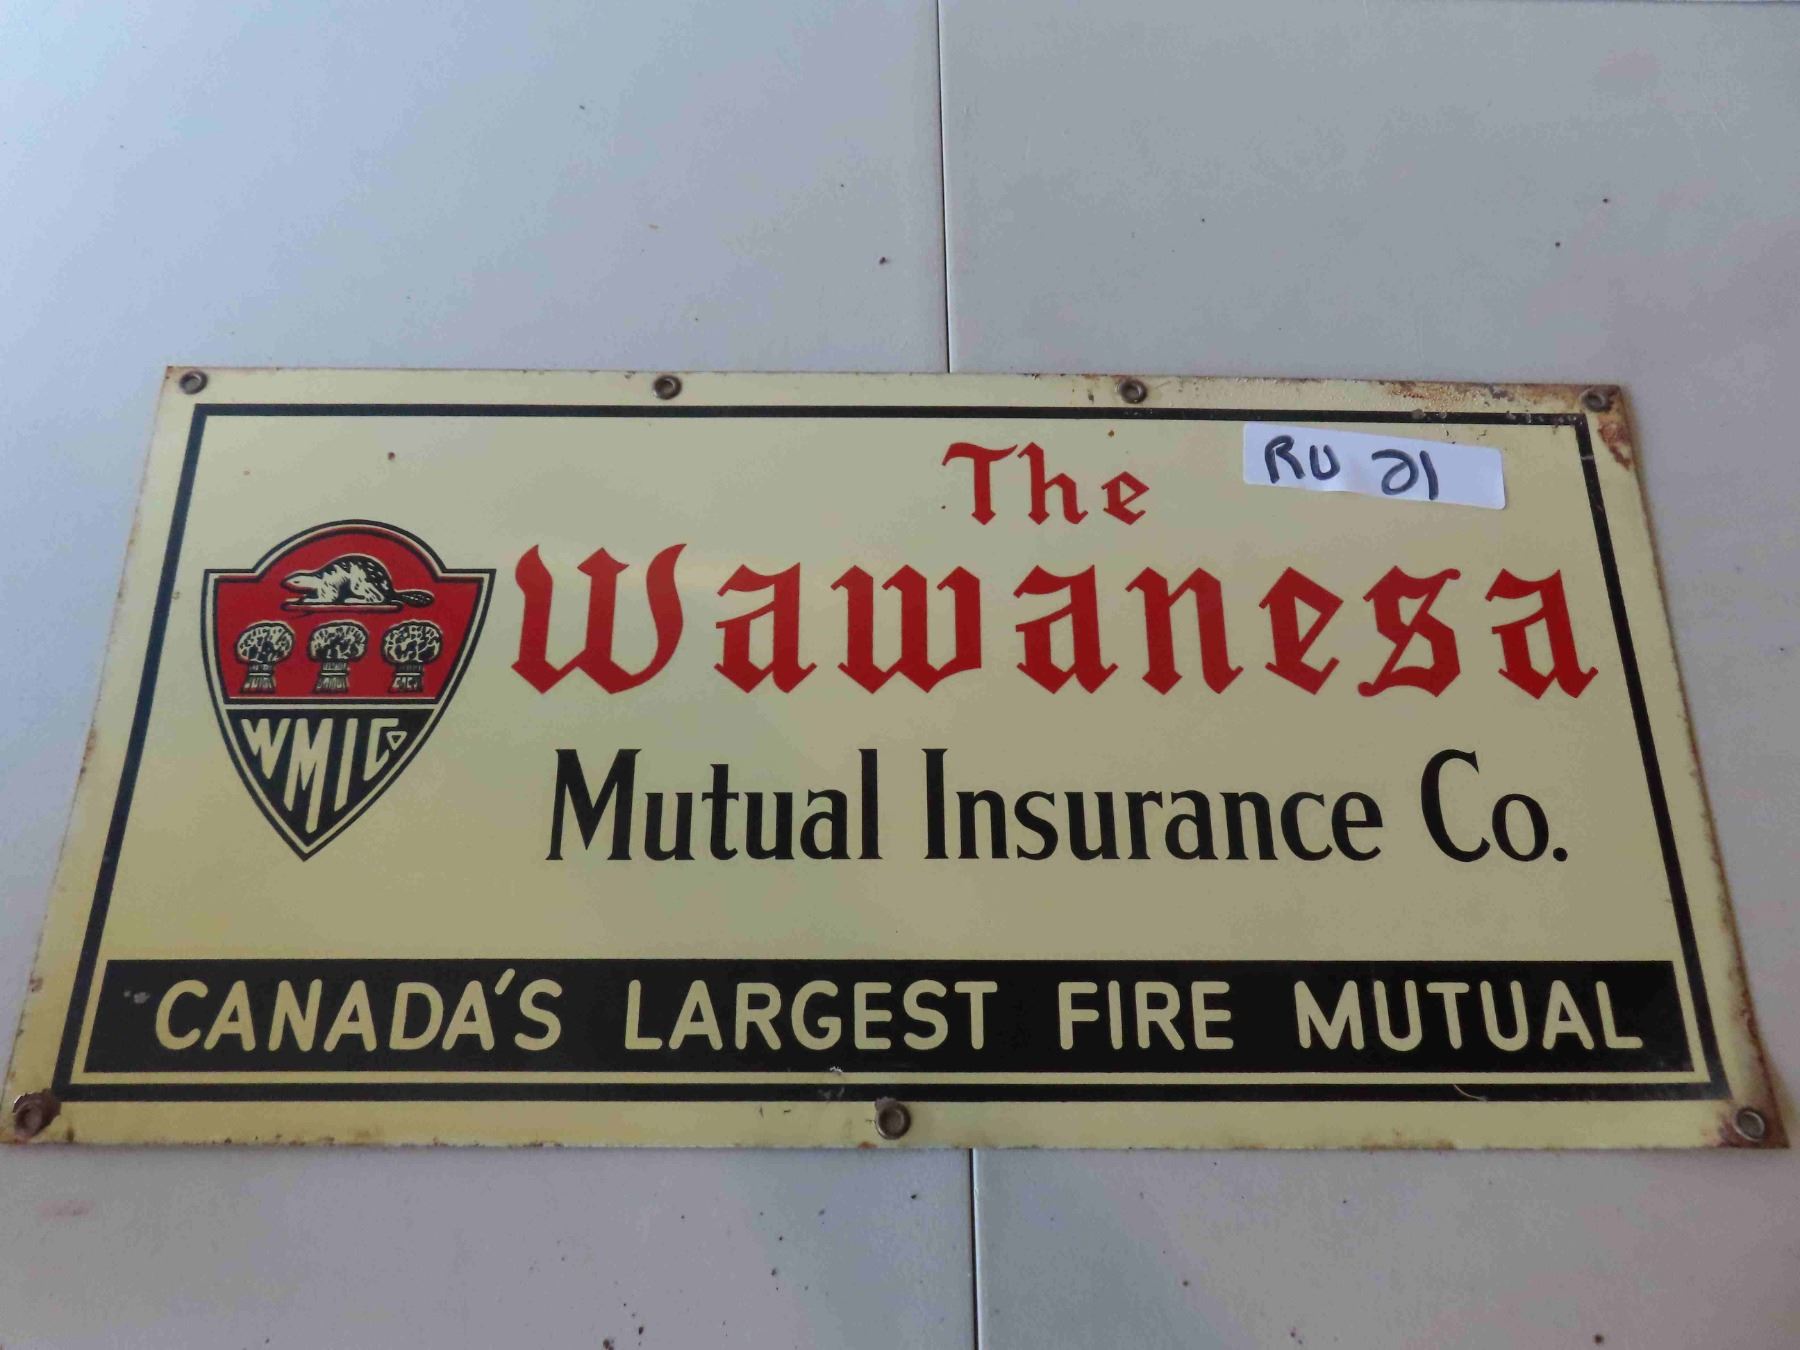 The
RU 21
Wawanesa
WMICo
Mutual Insurance Co.
CANADA'S LARGEST FIRE MUTUAL